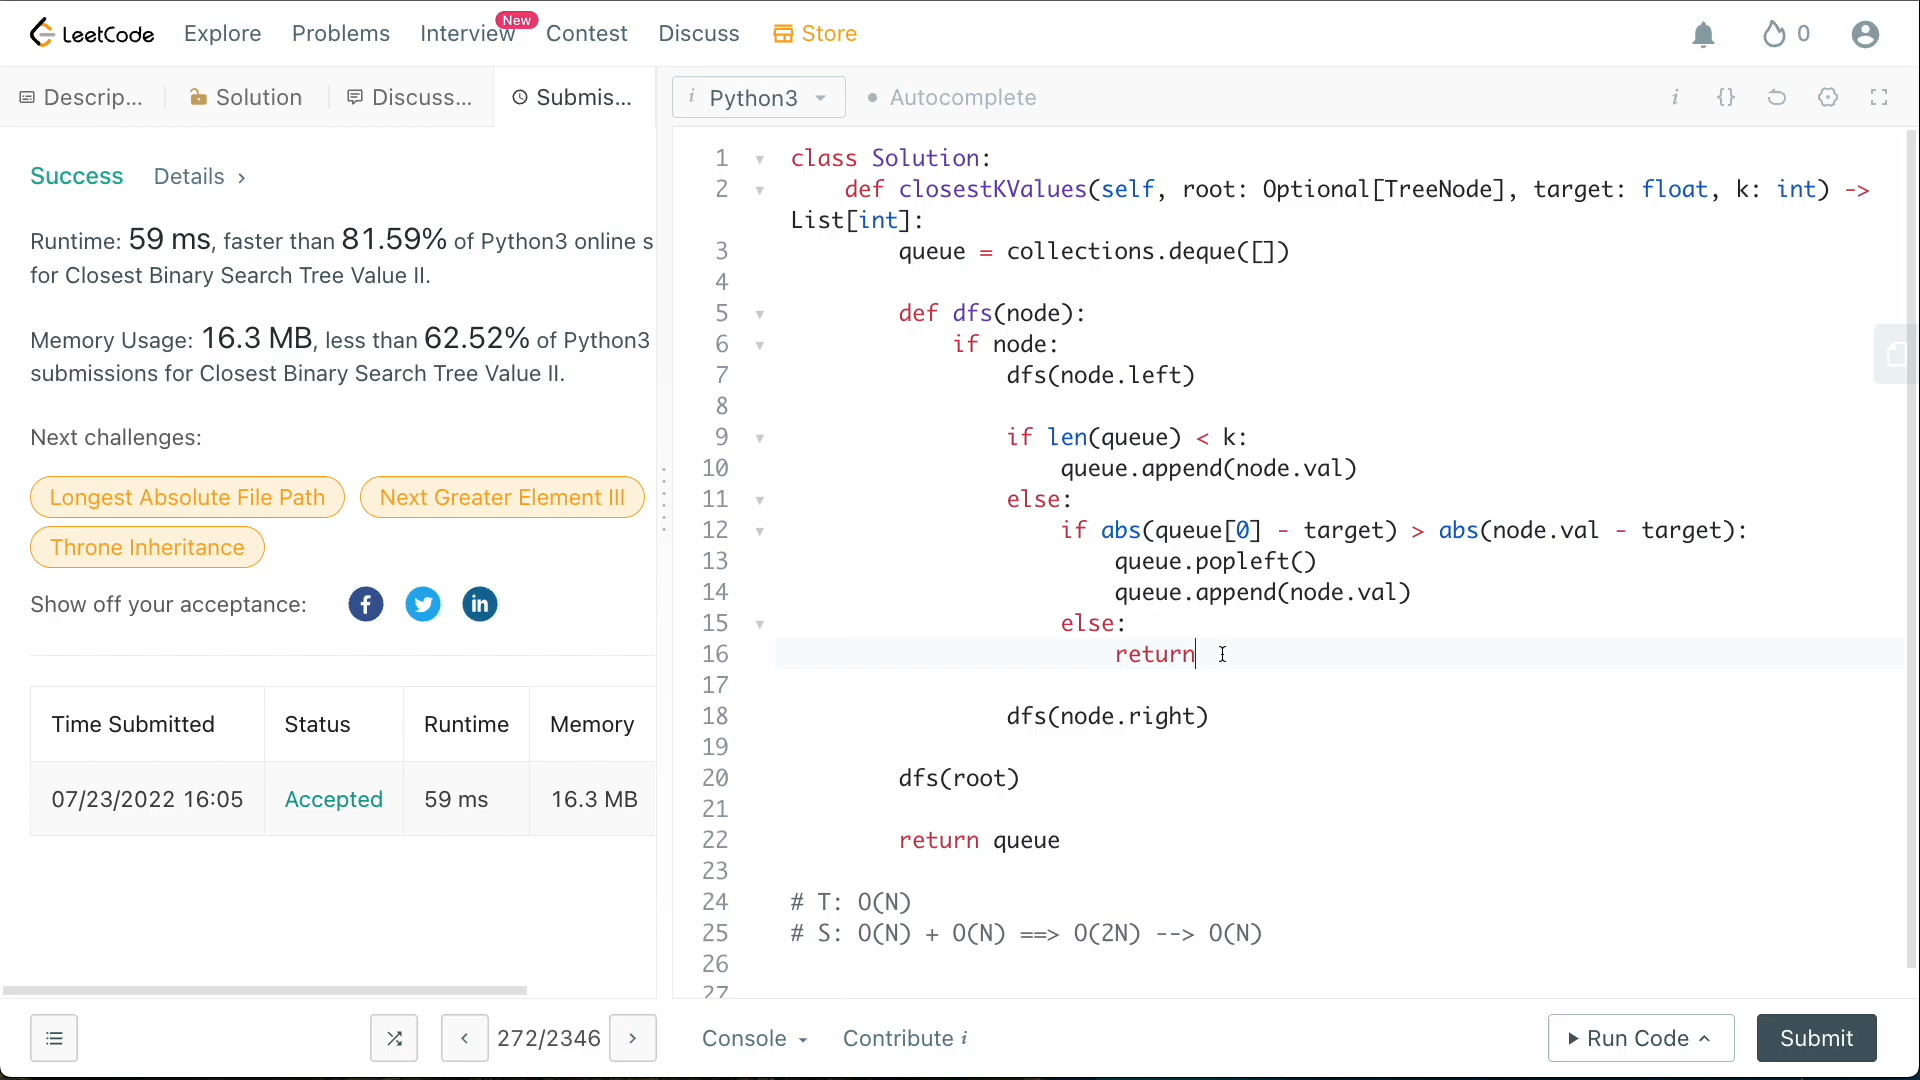 LeetCode Explore Problems Interview New Contest Discuss Store 0
Descrip... Solution Discuss... Submis...
Success Details >
Runtime: 59 ms, faster than 81.59% of Python3 online s
for Closest Binary Search Tree Value II.
Memory Usage: 16.3 MB, less than 62.52% of Python3
submissions for Closest Binary Search Tree Value II.
Next challenges:
Longest Absolute File Path Next Greater Element III
Throne Inheritance
Show off your acceptance:
Time Submitted Status Runtime Memory
07/23/2022 16:05 Accepted 59 ms 16.3 MB
272/2346
i Python3 Autocomplete i {}
1 class Solution:
2 def closestKValues(self, root: Optional[TreeNode], target: float, k: int) ->
List[int]:
3 queue = collections.deque([])
4
5 def dfs(node):
6 if node:
7 dfs(node.left)
8
9 if len(queue) < k:
10 queue.append(node.val)
11 else:
12 if abs(queue[0] - target) > abs(node.val - target):
13 queue.popleft()
14 queue.append(node.val)
15 else:
16 return
17
18 dfs(node.right)
19
20 dfs(root)
21
22 return queue
23
24 # T: O(N)
25 # S: O(N) + O(N) ==> O(2N) --> O(N)
26
27
Console Contribute i Run Code Submit